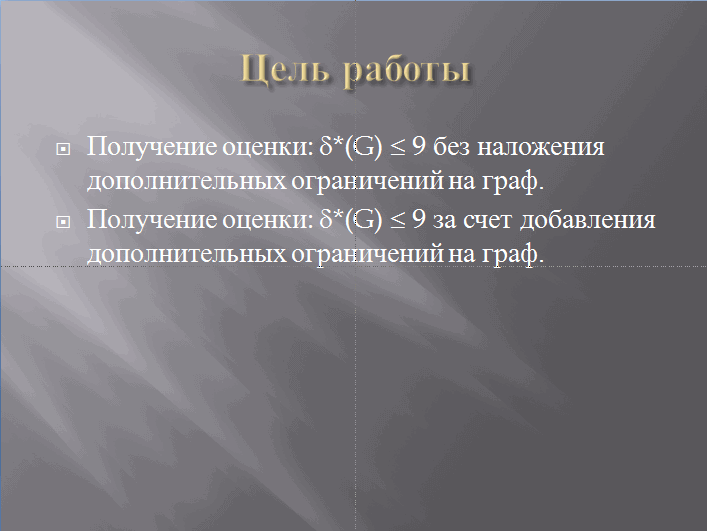 Цель работы
Получение оценки: δ*(G) ≤ 9 без наложения
дополнительных ограничений на граф.
Получение оценки: δ*(G) ≤ 9 за счет добавления
дополнительных ограничений на граф.